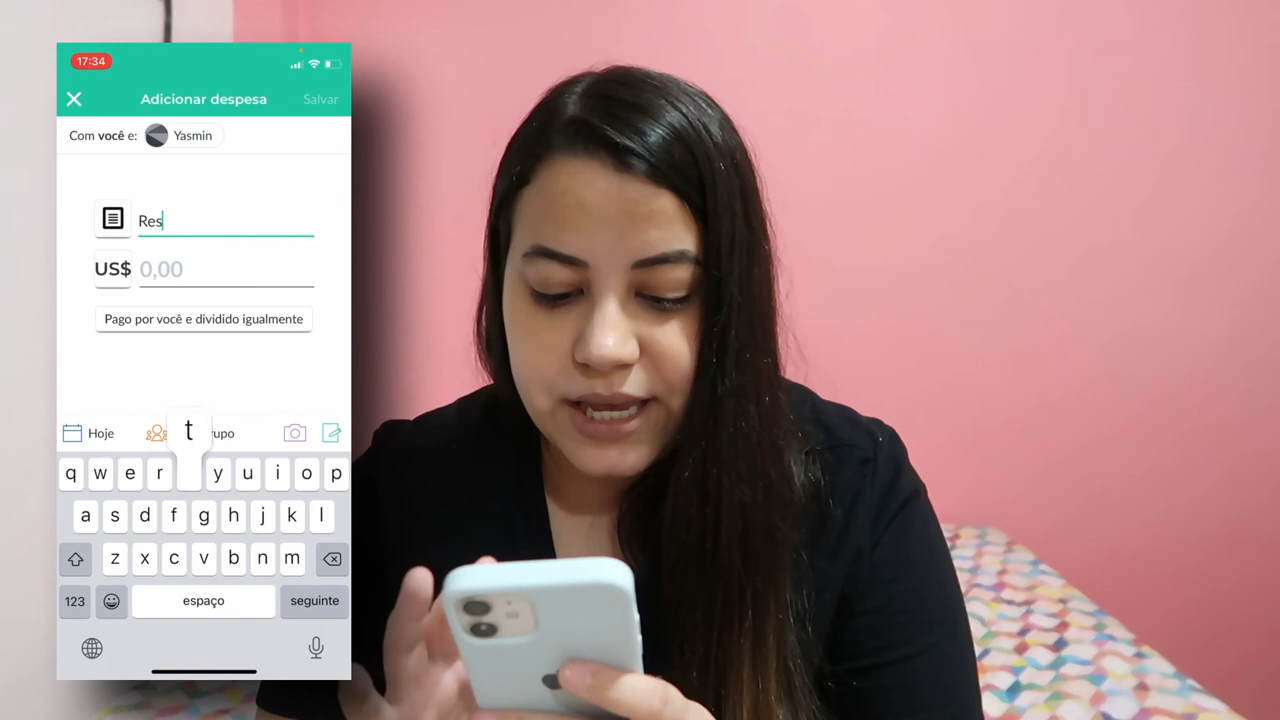 17:34
Adicionar despesa
Salvar
Com você e: Yasmin
Res
US$ 0,00
Pago por você e dividido igualmente
Hoje
rupo
t
q w e r y u i o p
a s d f g h j k l
z x c v b n m
123 espaço seguinte